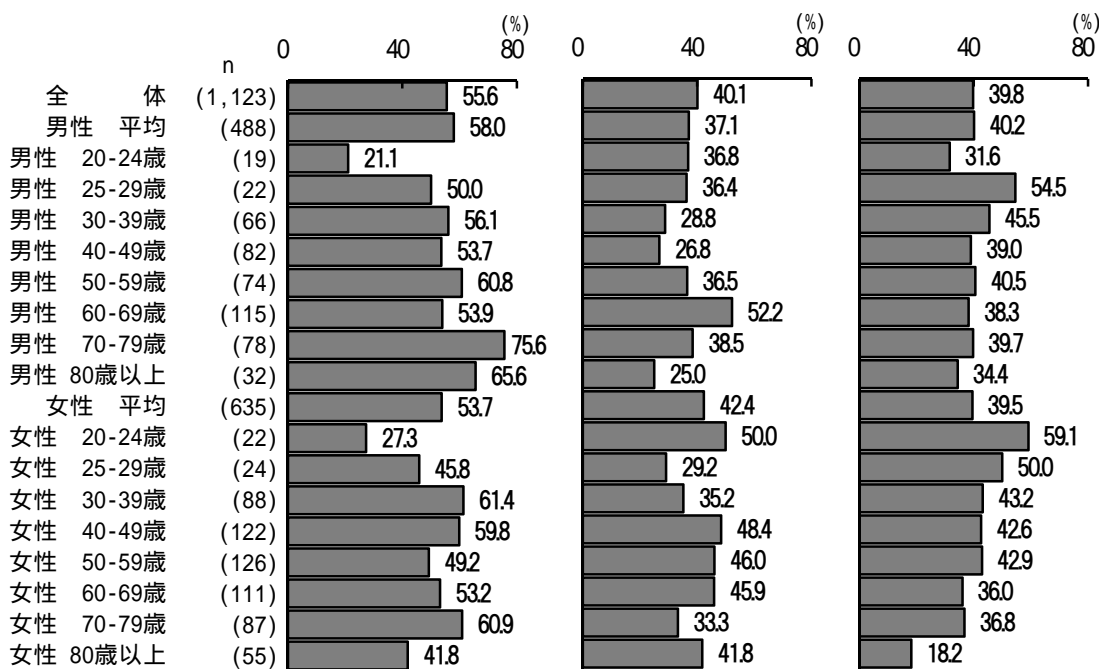 (%) (%) (%)
0 40 80 0 40 80 0 40 80
n
全 体 (1,123) 55.6 40.1 39.8
男性 平均 (488) 58.0 37.1 40.2
男性 20-24歳 (19) 21.1 36.8 31.6
男性 25-29歳 (22) 50.0 36.4 54.5
男性 30-39歳 (66) 56.1 28.8 45.5
男性 40-49歳 (82) 53.7 26.8 39.0
男性 50-59歳 (74) 60.8 36.5 40.5
男性 60-69歳 (115) 53.9 52.2 38.3
男性 70-79歳 (78) 75.6 38.5 39.7
男性 80歳以上 (32) 65.6 25.0 34.4
女性 平均 (635) 53.7 42.4 39.5
女性 20-24歳 (22) 27.3 50.0 59.1
女性 25-29歳 (24) 45.8 29.2 50.0
女性 30-39歳 (88) 61.4 35.2 43.2
女性 40-49歳 (122) 59.8 48.4 42.6
女性 50-59歳 (126) 49.2 46.0 42.9
女性 60-69歳 (111) 53.2 45.9 36.0
女性 70-79歳 (87) 60.9 33.3 36.8
女性 80歳以上 (55) 41.8 41.8 18.2